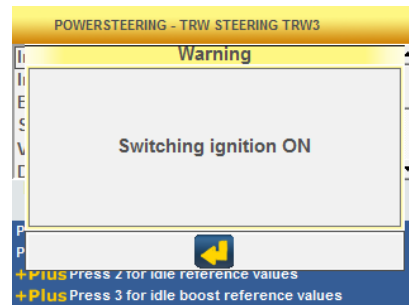 POWERSTEERING - TRW STEERING TRW3
Warning
Switching ignition ON
+Plus Press 2 for idle reference values
+Plus Press 3 for idle boost reference values